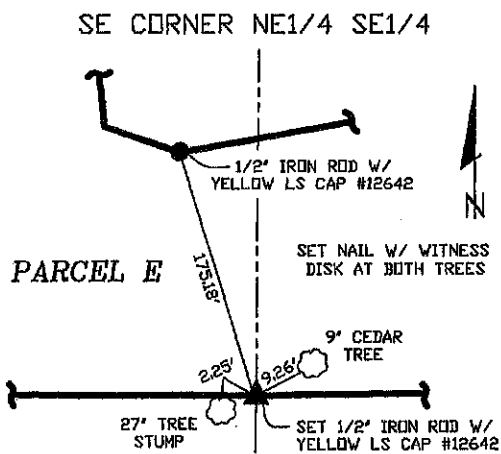 SE CORNER NE1/4 SE1/4
1/2" IRON ROD W/
YELLOW LS CAP #12642
N
SET NAIL W/ WITNESS
DISK AT BOTH TREES
PARCEL E
175.18'
9" CEDAR
TREE
2.25'
9.26'
27" TREE
STUMP
SET 1/2" IRON ROD W/
YELLOW LS CAP #12642